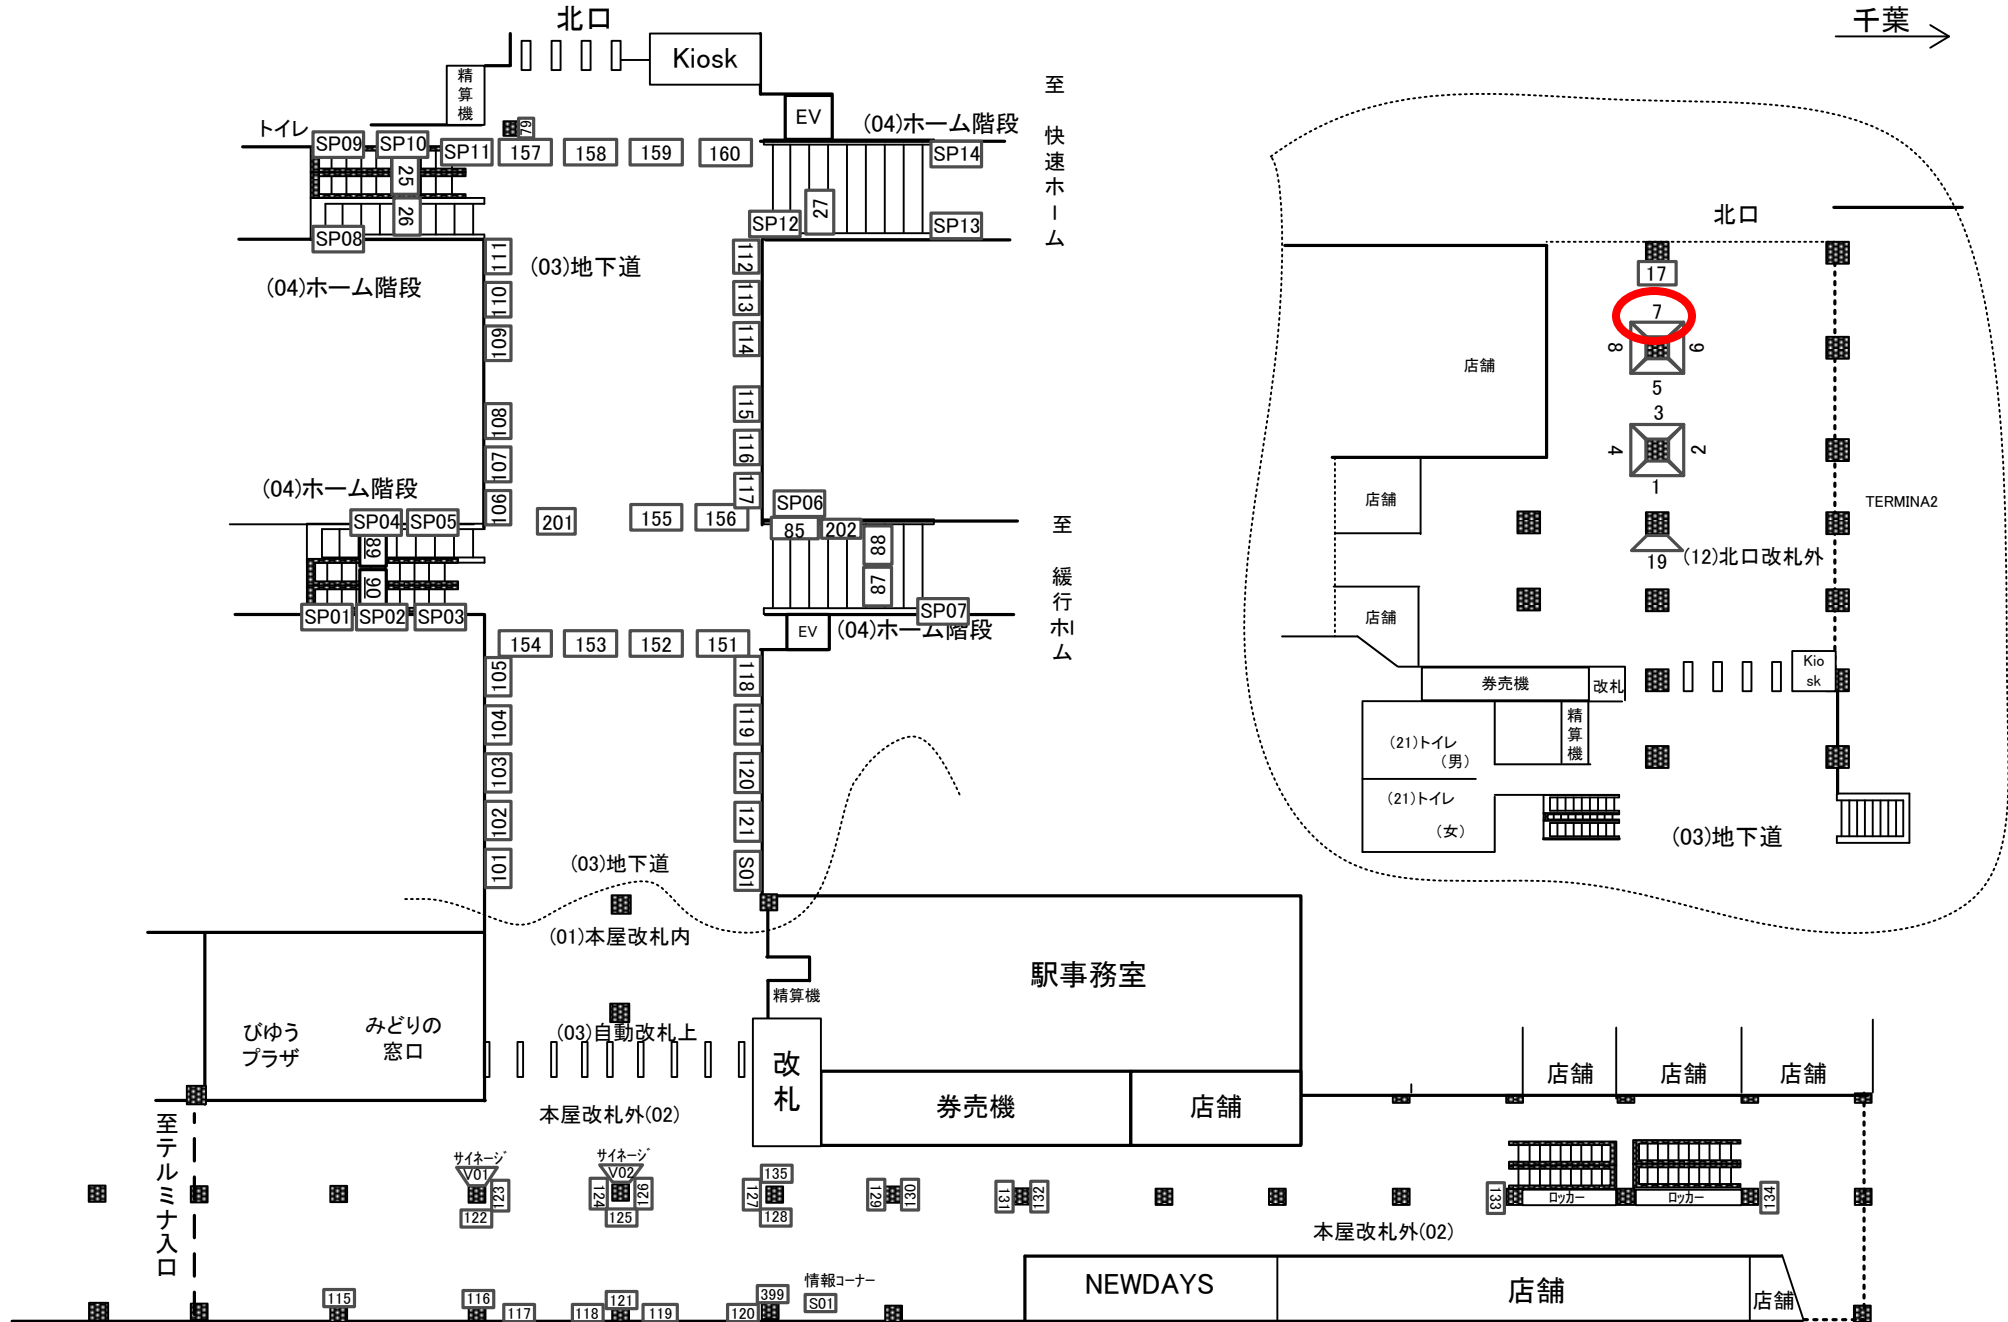 北口
千葉
Kiosk
精算機
EV
(04)ホーム階段
至 快速ホーム
トイレ
79
SP09
SP10
SP11
157
158
159
160
SP14
25
26
27
SP12
SP13
SP08
111
(03)地下道
112
(04)ホーム階段
110
113
109
114
108
115
107
116
(04)ホーム階段
106
117
SP04
SP05
201
155
156
SP06
85
202
88
87
89
90
至 緩行ホーム
SP01
SP02
SP03
SP07
EV
(04)ホーム階段
154
153
152
151
105
118
104
119
103
120
102
121
101
S01
(03)地下道
(01)本屋改札内
駅事務室
精算機
びゆう
プラザ
みどりの
窓口
(03)自動改札上
改札
券売機
店舗
本屋改札外(02)
至テルミナ入口
サイネージ
V01
サイネージ
V02
122
123
124
125
126
127
135
128
129
130
131
132
133
ロッカー
ロッカー
134
店舗
店舗
店舗
本屋改札外(02)
115
116
117
118
121
119
120
399
情報コーナー
S01
NEWDAYS
店舗
店舗
北口
17
7
8
6
5
3
4
2
1
店舗
店舗
TERMINA2
19
(12)北口改札外
店舗
Kio
sk
券売機
改札
精算機
(21)トイレ
(男)
(21)トイレ
(女)
(03)地下道